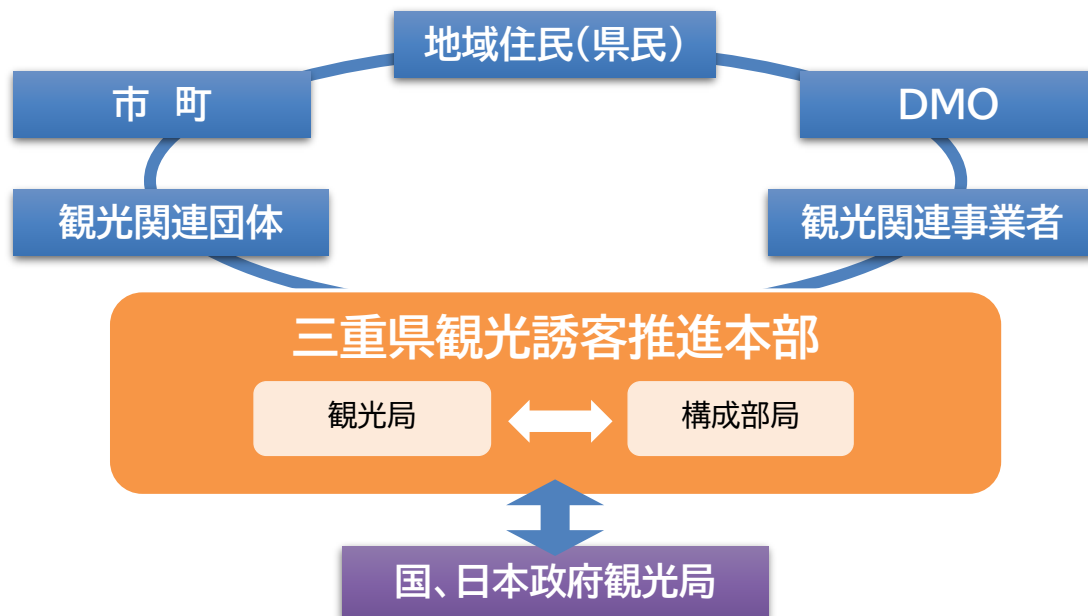 地域住民(県民)
市 町
DMO
観光関連団体
観光関連事業者
三重県観光誘客推進本部
観光局
構成部局
国、日本政府観光局